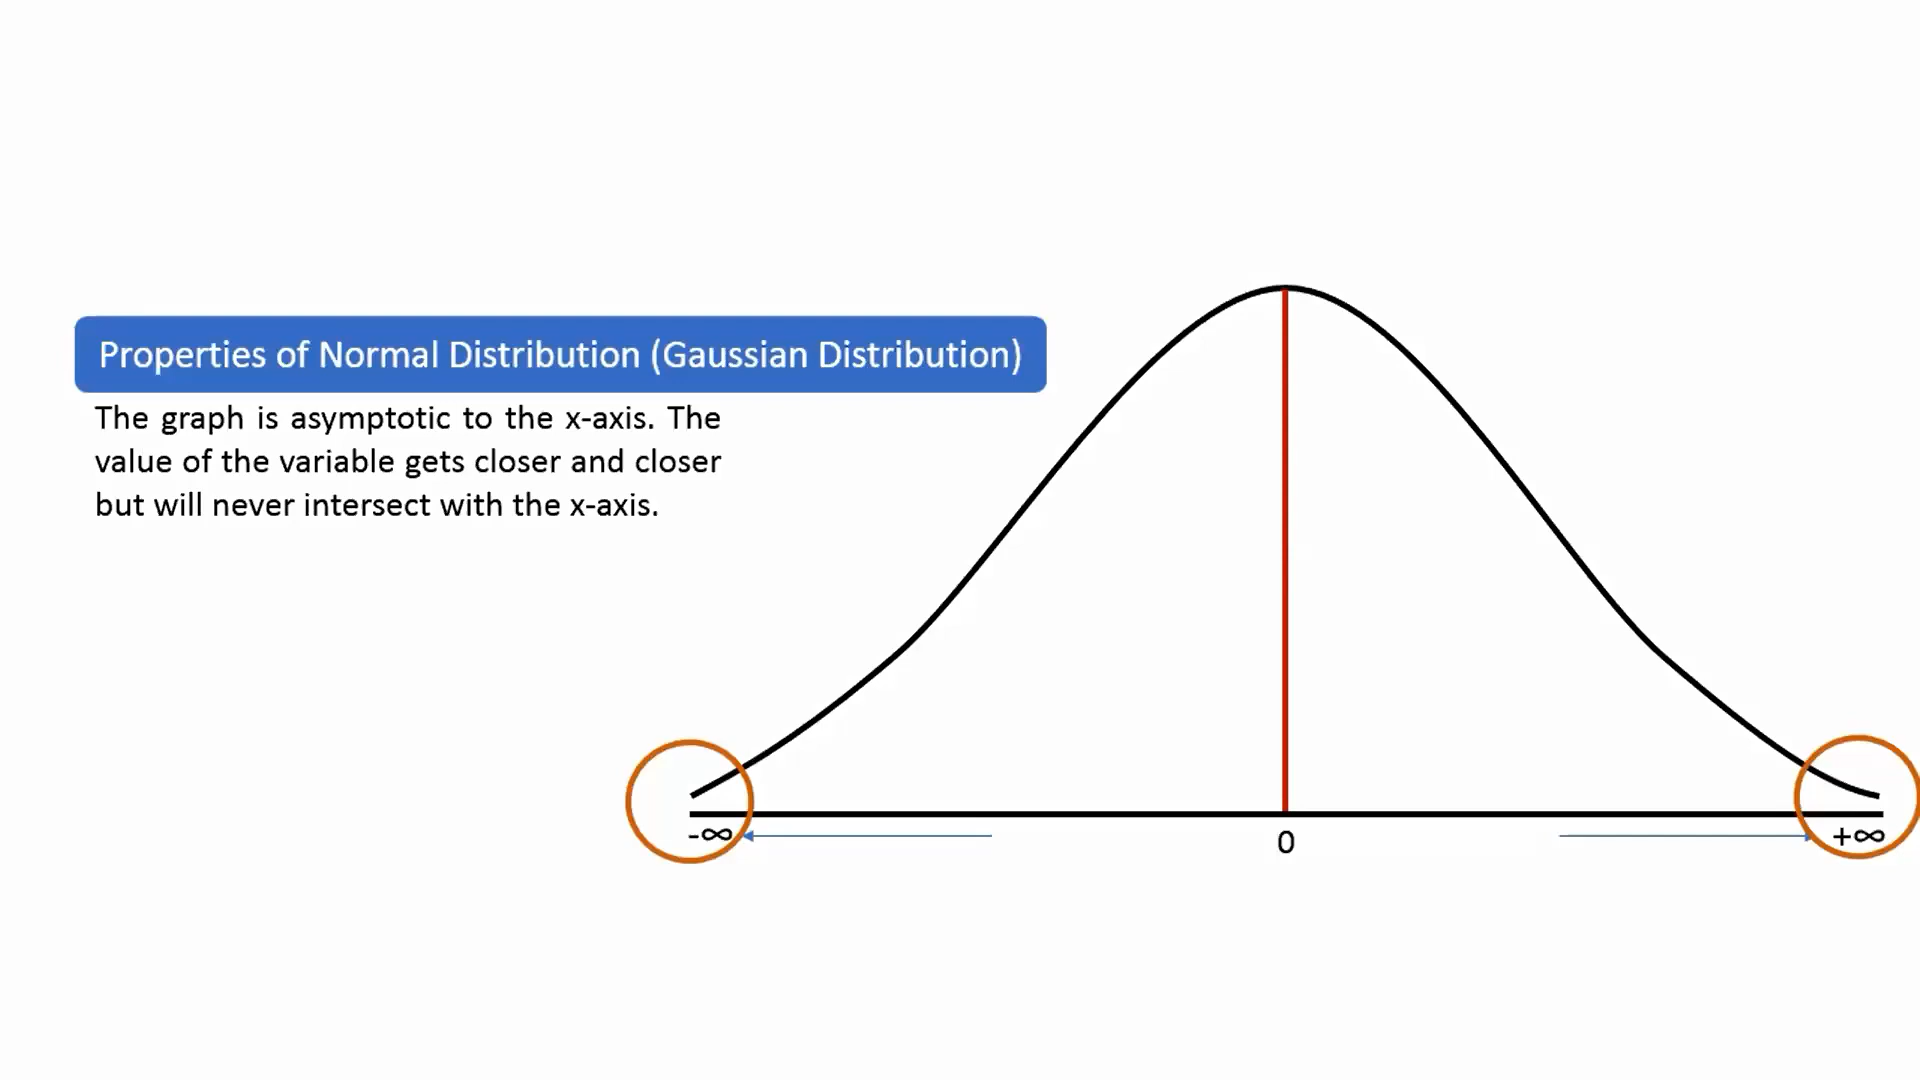 Properties of Normal Distribution (Gaussian Distribution)
The graph is asymptotic to the x-axis. The
value of the variable gets closer and closer
but will never intersect with the x-axis.
-∞
0
+∞